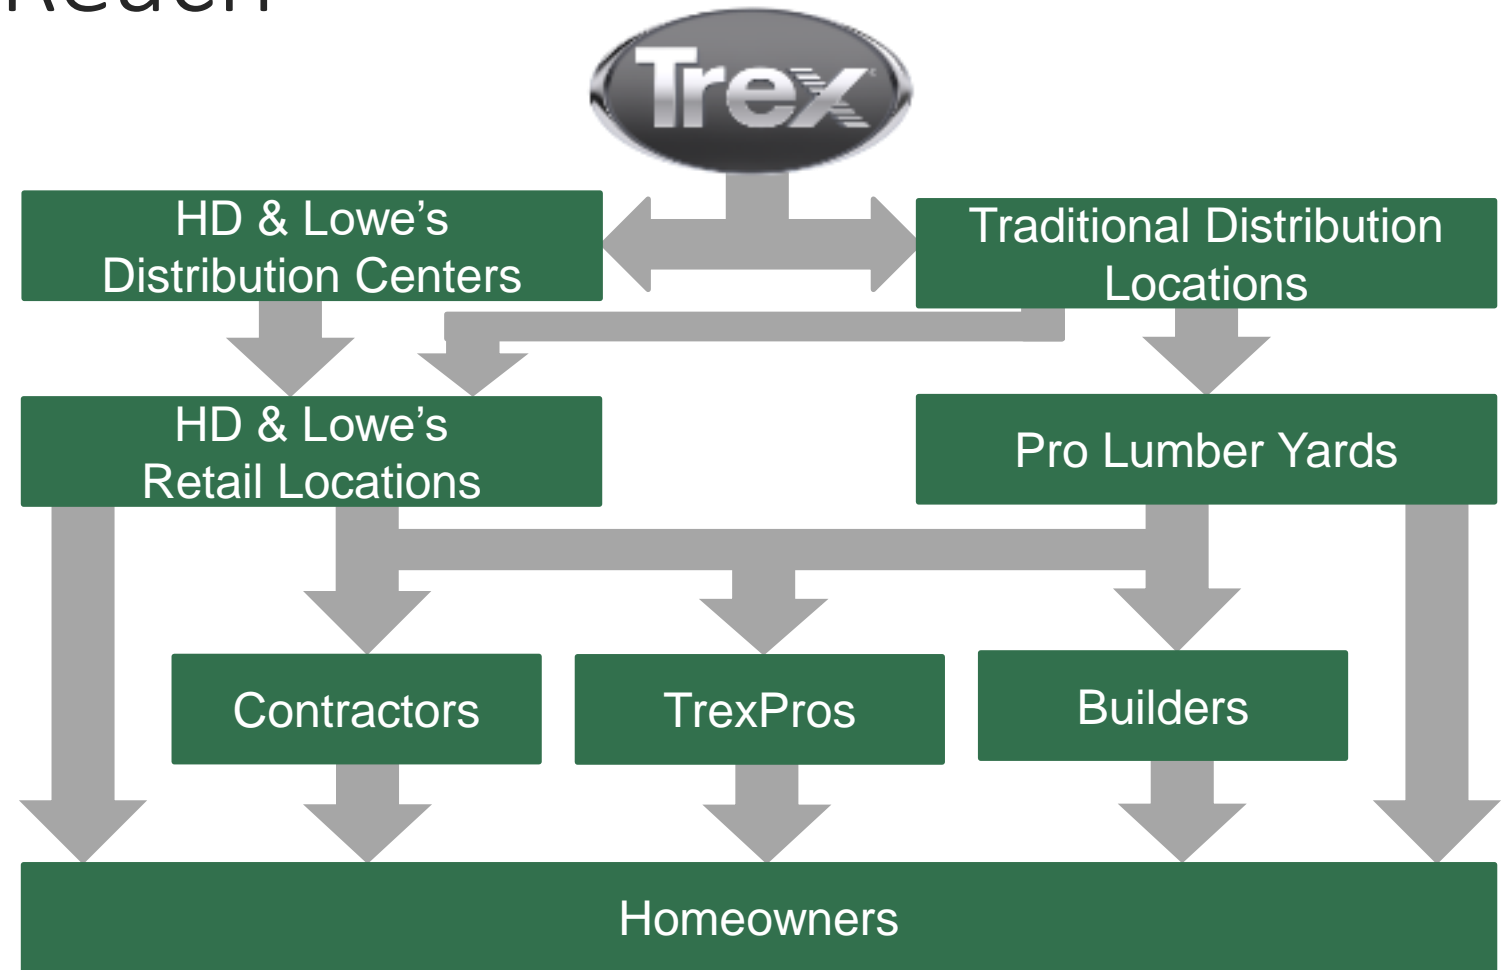 Reach
Trex
HD & Lowe’s
Distribution Centers
Traditional Distribution
Locations
HD & Lowe’s
Retail Locations
Pro Lumber Yards
Contractors
TrexPros
Builders
Homeowners